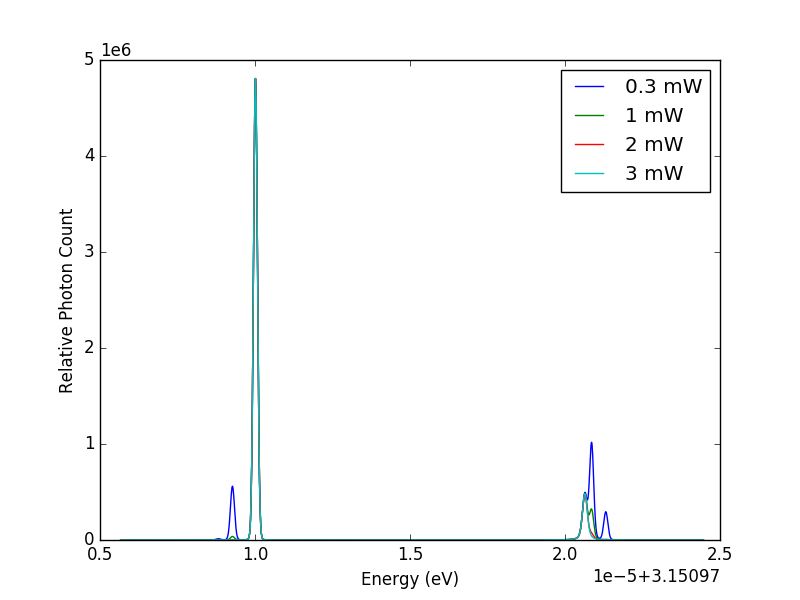 1e6
5
4
3
2
1
0
0.5 1.0 1.5 2.0 2.5
1e−5+3.15097
Energy (eV)
Relative Photon Count
0.3 mW
1 mW
2 mW
3 mW